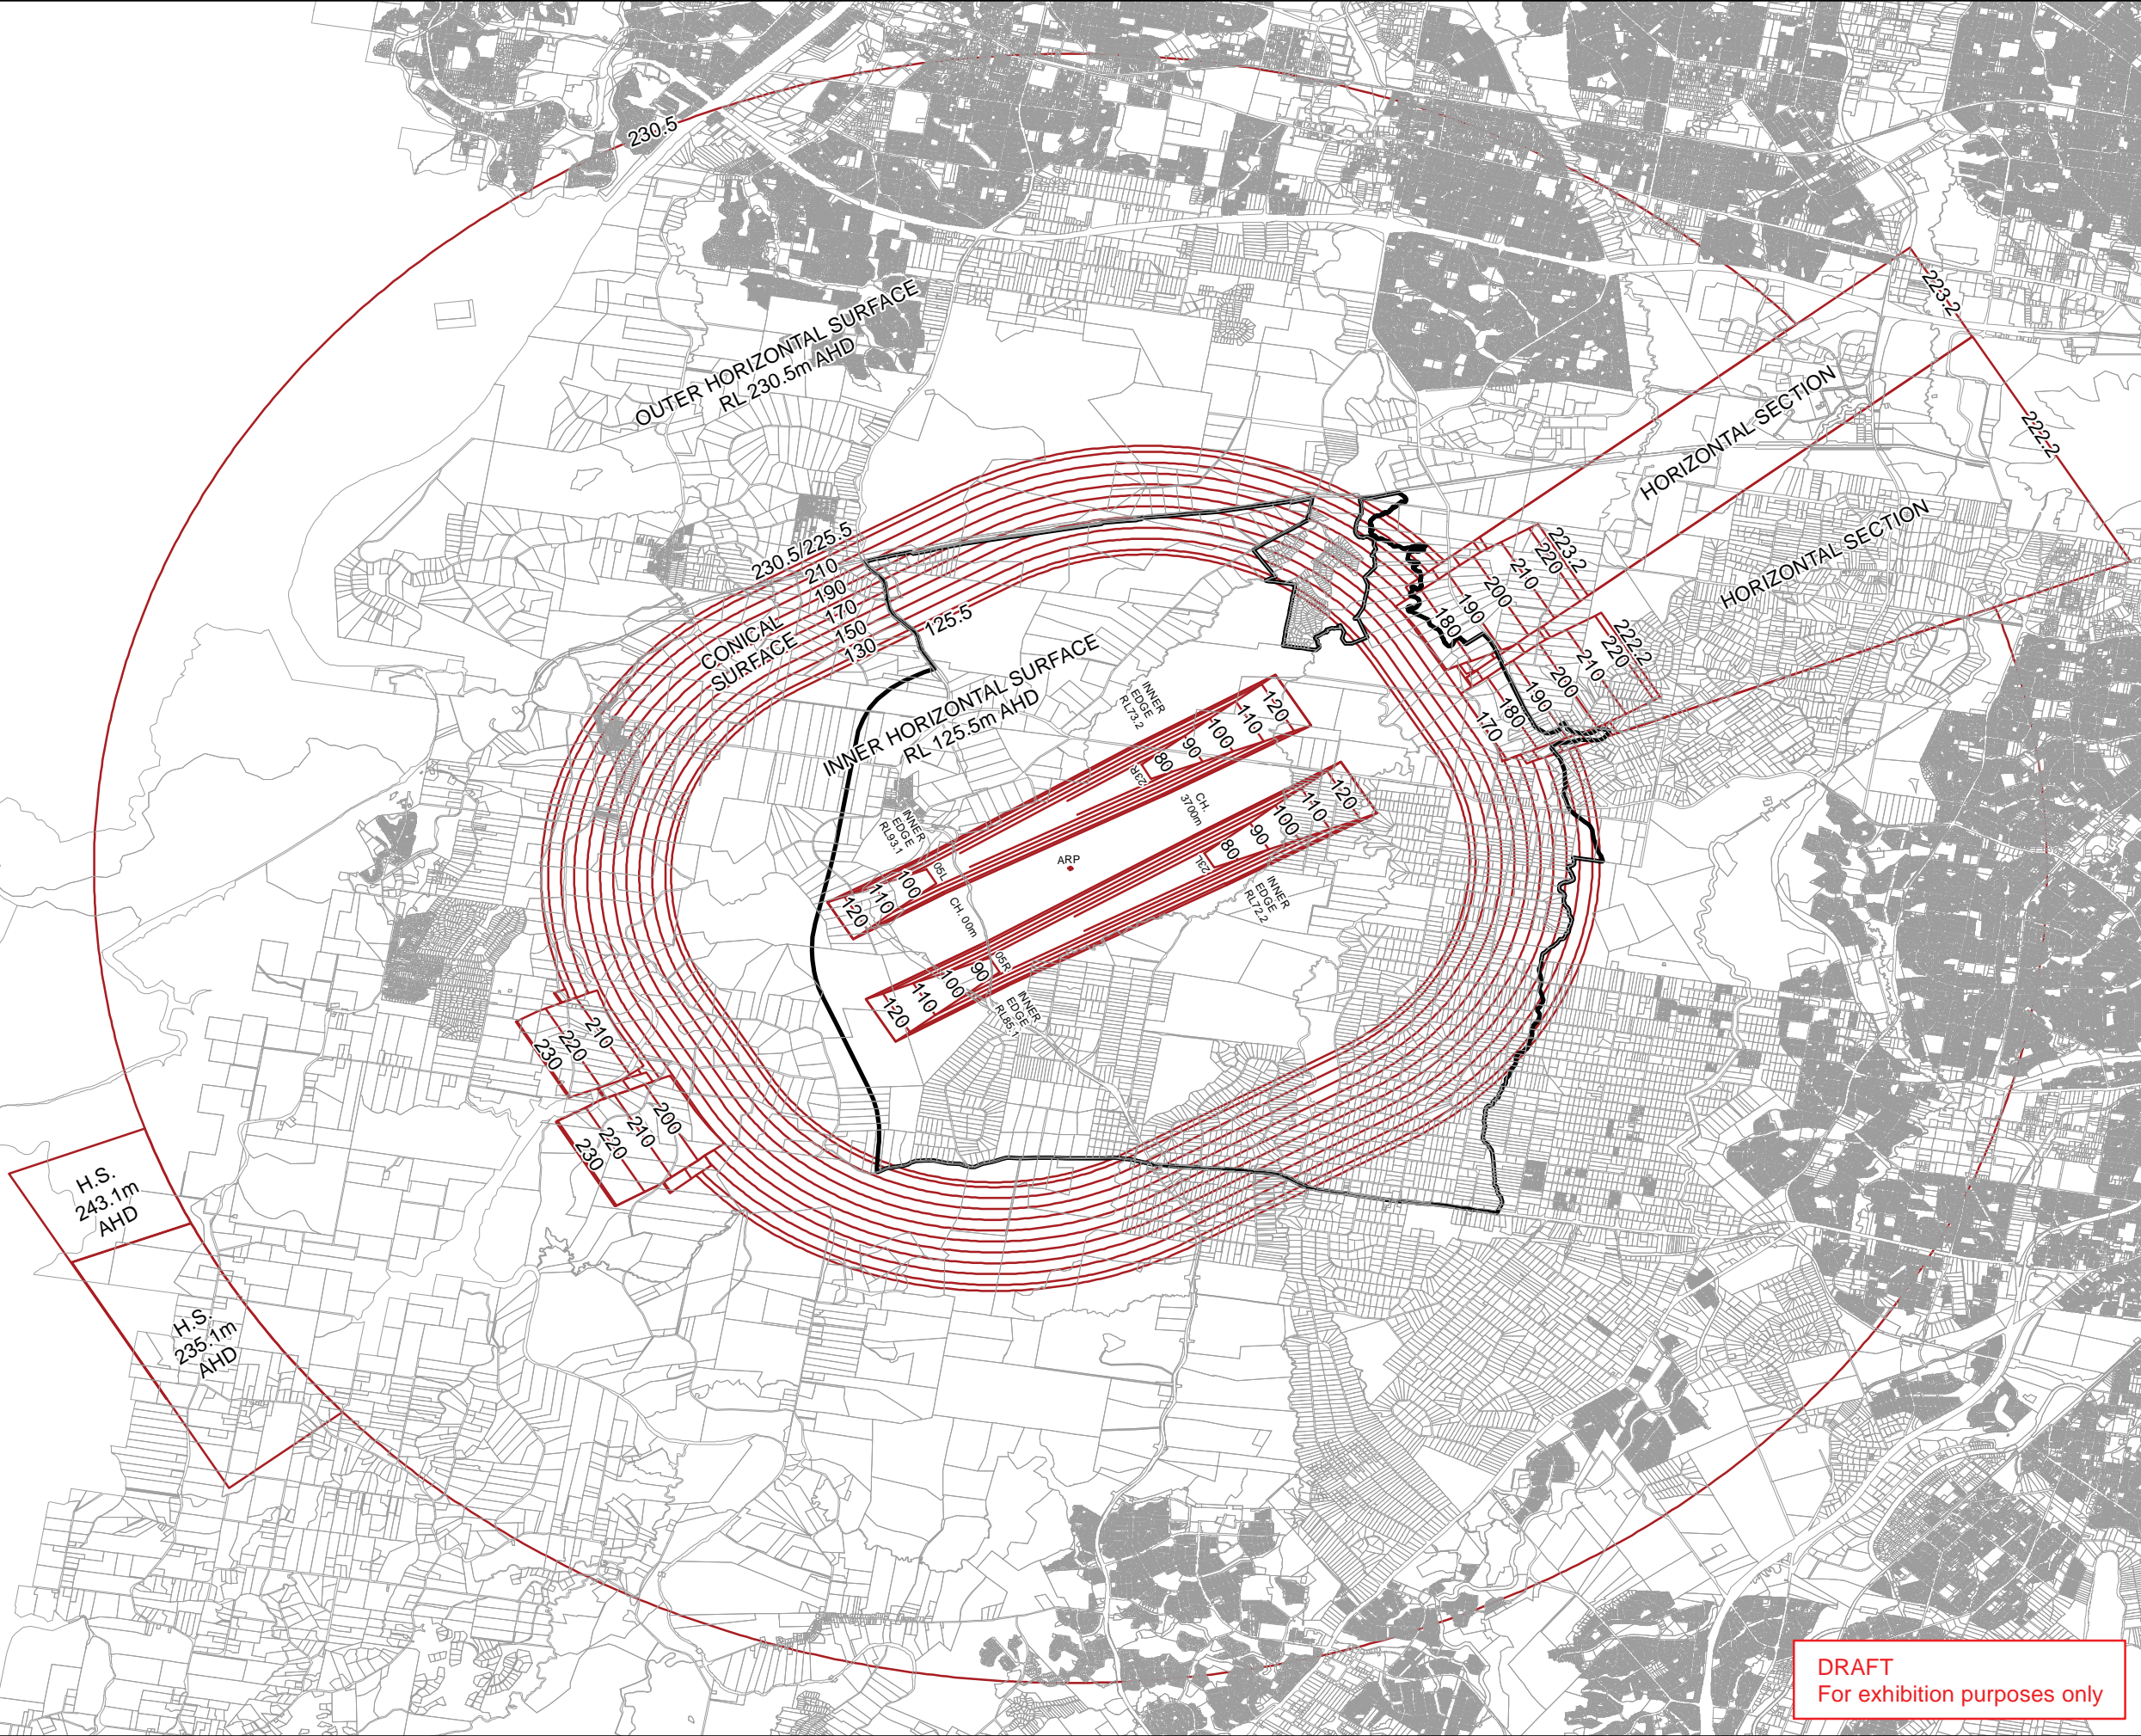 230.5
223.2
OUTER HORIZONTAL SURFACE
RL 230.5m AHD
HORIZONTAL SECTION
222.2
HORIZONTAL SECTION
230.5/225.5
210
190
170
150
130
125.5
CONICAL
SURFACE
223.2
220
210
200
190
180
222.2
220
210
200
190
180
170
INNER HORIZONTAL SURFACE
RL 125.5m AHD
INNER
EDGE
RL73.2
120
110
100
90
80
23R
CH.
3700m
120
110
100
90
80
23L
INNER
EDGE
RL93.1
05L
100
110
120
ARP
CH. 00m
INNER
EDGE
RL72.2
05R
90
100
110
120
INNER
EDGE
RL85.1
210
220
230
200
210
220
230
H.S.
243.1m
AHD
H.S.
235.1m
AHD
DRAFT
For exhibition purposes only